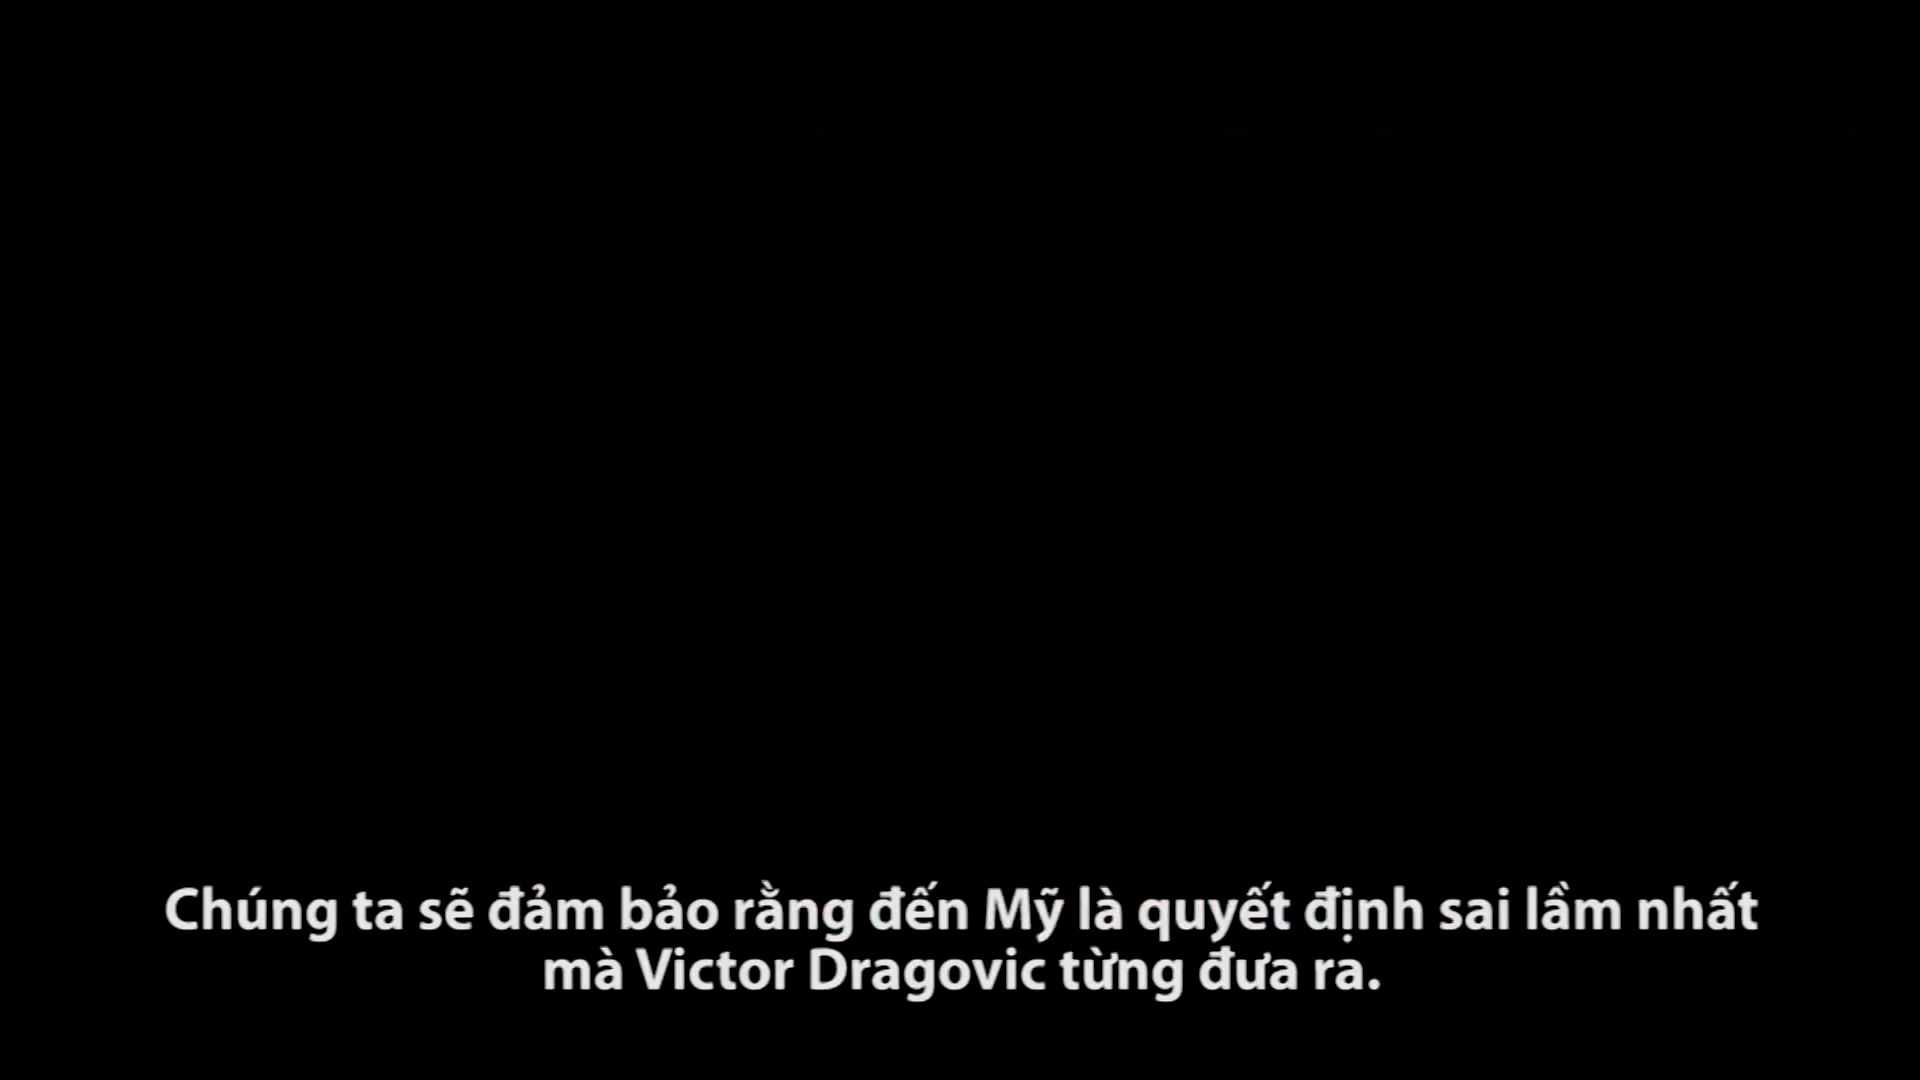 Chúng ta sẽ đảm bảo rằng đến Mỹ là quyết định sai lầm nhất
mà Victor Dragovic từng đưa ra.